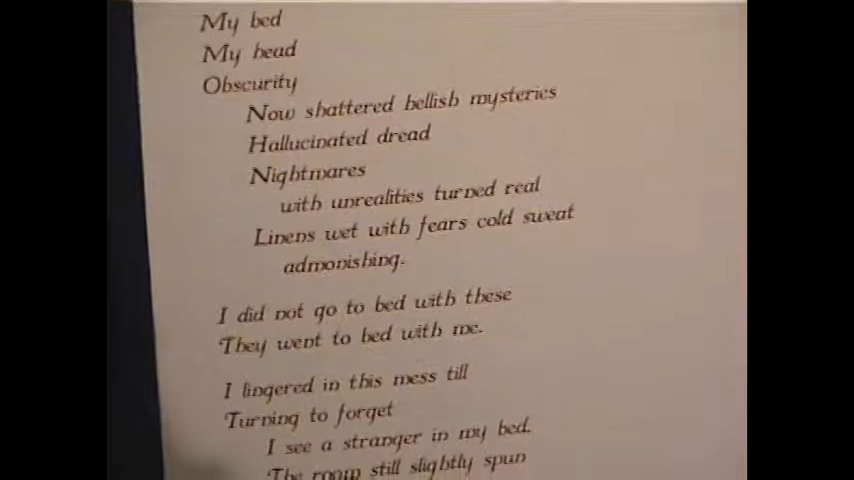 My bed
My head
Obscurity
Now shattered hellish mysteries
Hallucinated dread
Nightmares
with unrealities turned real
Linens wet with fears cold sweat
admonishing.
I did not go to bed with these
They went to bed with me.
I lingered in this mess till
Turning to forget
I see a stranger in my bed.
The room still slightly spun